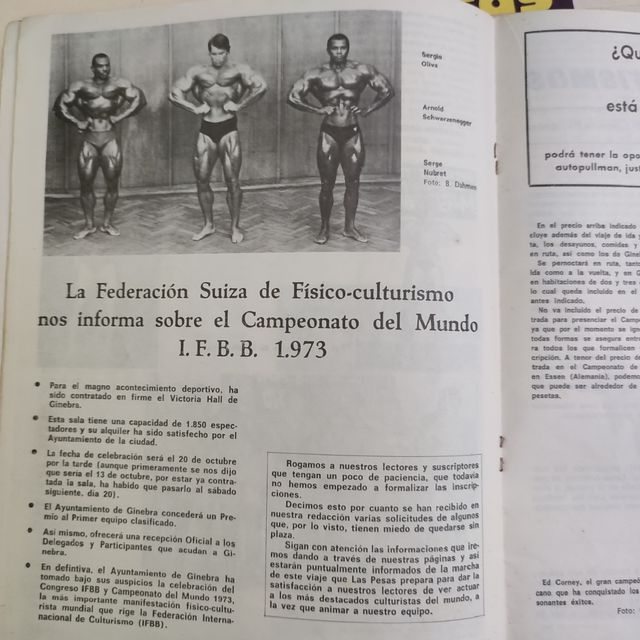 Sergio
Oliva
Arnold
Schwarzenegger
Serge
Nubret
Foto: B. Dahmes
La Federación Suiza de Físico-culturismo
nos informa sobre el Campeonato del Mundo
I. F. B. B. 1.973
● Para el magno acontecimiento deportivo, ha
sido contratado en firme el Victoria Hall de
Ginebra.
● Esta sala tiene una capacidad de 1.850 espec-
tadores y su alquiler ha sido satisfecho por el
Ayuntamiento de la ciudad.
● La fecha de celebración será el 20 de octubre
por la tarde (aunque primeramente se nos dijo
que sería el 13 de octubre, por estar ya contra-
tada la sala, ha habido que pasarlo al sábado
siguiente, día 20).
● El Ayuntamiento de Ginebra concederá un Pre-
mio al Primer equipo clasificado.
● Así mismo, ofrecerá una recepción Oficial a los
Delegados y Participantes que acudan a Gi-
nebra.
● En defintiva, el Ayuntamiento de Ginebra ha
tomado bajo sus auspicios la celebración del
Congreso IFBB y Campeonato del Mundo 1973,
la más importante manifestación físico-cultu-
rista mundial que rige la Federación Interna-
nacional de Culturismo (IFBB).
Rogamos a nuestros lectores y suscriptores
que tengan un poco de paciencia, que todavía
no hemos empezado a formalizar las inscrip-
ciones.
Decimos esto por cuanto se han recibido en
nuestra redacción varias solicitudes de algunos
que, por lo visto, tienen miedo de quedarse sin
plaza.
Sigan con atención las informaciones que ire-
mos dando a través de nuestras páginas y así
estarán puntualmente informados de la marcha
de este viaje que Las Pesas prepara para dar la
satisfacción a nuestros lectores de ver actuar
a los más destacados culturistas del mundo, a
la vez que animar a nuestro equipo.
¿Qu
está
podrá tener la opo
autopullman, just
En el precio arriba indicado
cluye además del viaje de ida y
ta, los desayunos, comidas y
en ruta, así como los da Gineb
Se pernoctará en ruta, tanto
ida como a la vuelta, y en G
en habitaciones de dos y tres
lo cual queda incluido en el
antes indicado.
No va incluido el precio de
trada para presenciar el Camp
ya que por el momento se igno
todas formas se asegura entr
ra todos los que formalicen
cripción. A tenor del precio de
trada en el Campeonato de
en Essen (Alemania), podemo
que puede ser alrededor de
pesetas.
Ed Corney, el gran campeó
cano que ha conquistado los
sonantes éxitos.
Foto: